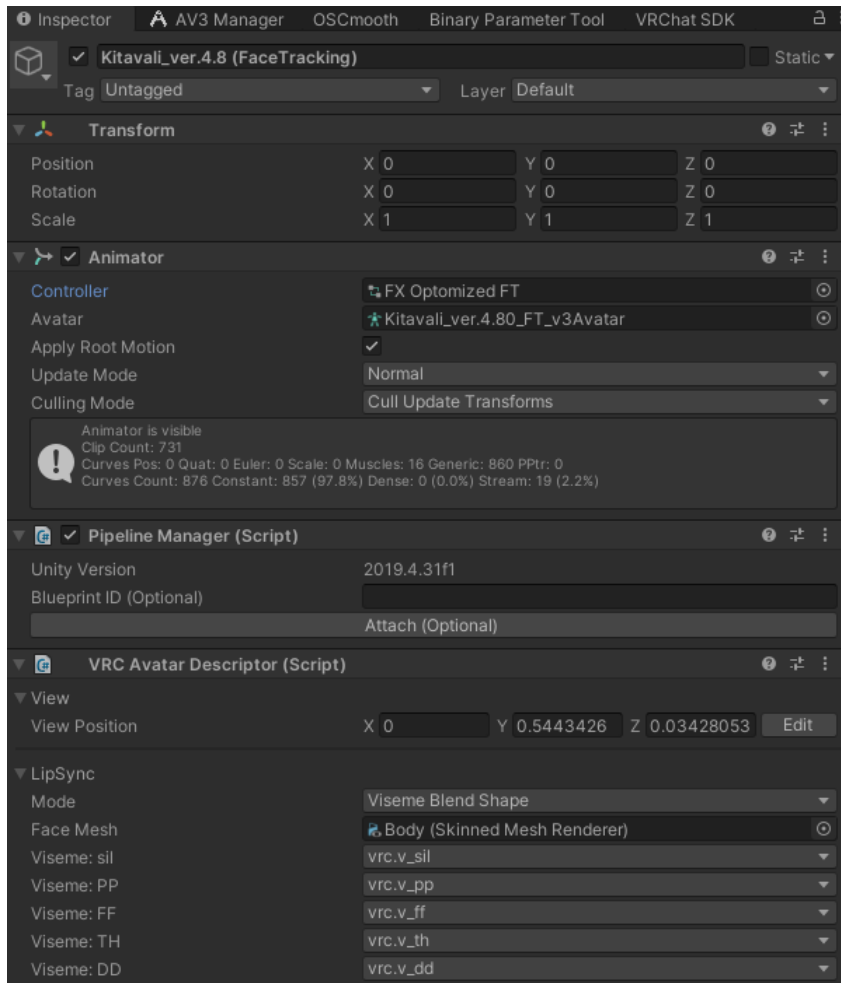 Inspector AV3 Manager OSCmooth Binary Parameter Tool VRChat SDK
Kitavali_ver.4.8 (FaceTracking) Static
Tag Untagged Layer Default
Transform
Position X 0 Y 0 Z 0
Rotation X 0 Y 0 Z 0
Scale X 1 Y 1 Z 1
Animator
Controller FX Optomized FT
Avatar Kitavali_ver.4.80_FT_v3Avatar
Apply Root Motion
Update Mode Normal
Culling Mode Cull Update Transforms
Animator is visible
Clip Count: 731
Curves Pos: 0 Quat: 0 Euler: 0 Scale: 0 Muscles: 16 Generic: 860 PPtr: 0
Curves Count: 876 Constant: 857 (97.8%) Dense: 0 (0.0%) Stream: 19 (2.2%)
Pipeline Manager (Script)
Unity Version 2019.4.31f1
Blueprint ID (Optional)
Attach (Optional)
VRC Avatar Descriptor (Script)
View
View Position X 0 Y 0.5443426 Z 0.03428053 Edit
LipSync
Mode Viseme Blend Shape
Face Mesh Body (Skinned Mesh Renderer)
Viseme: sil vrc.v_sil
Viseme: PP vrc.v_pp
Viseme: FF vrc.v_ff
Viseme: TH vrc.v_th
Viseme: DD vrc.v_dd